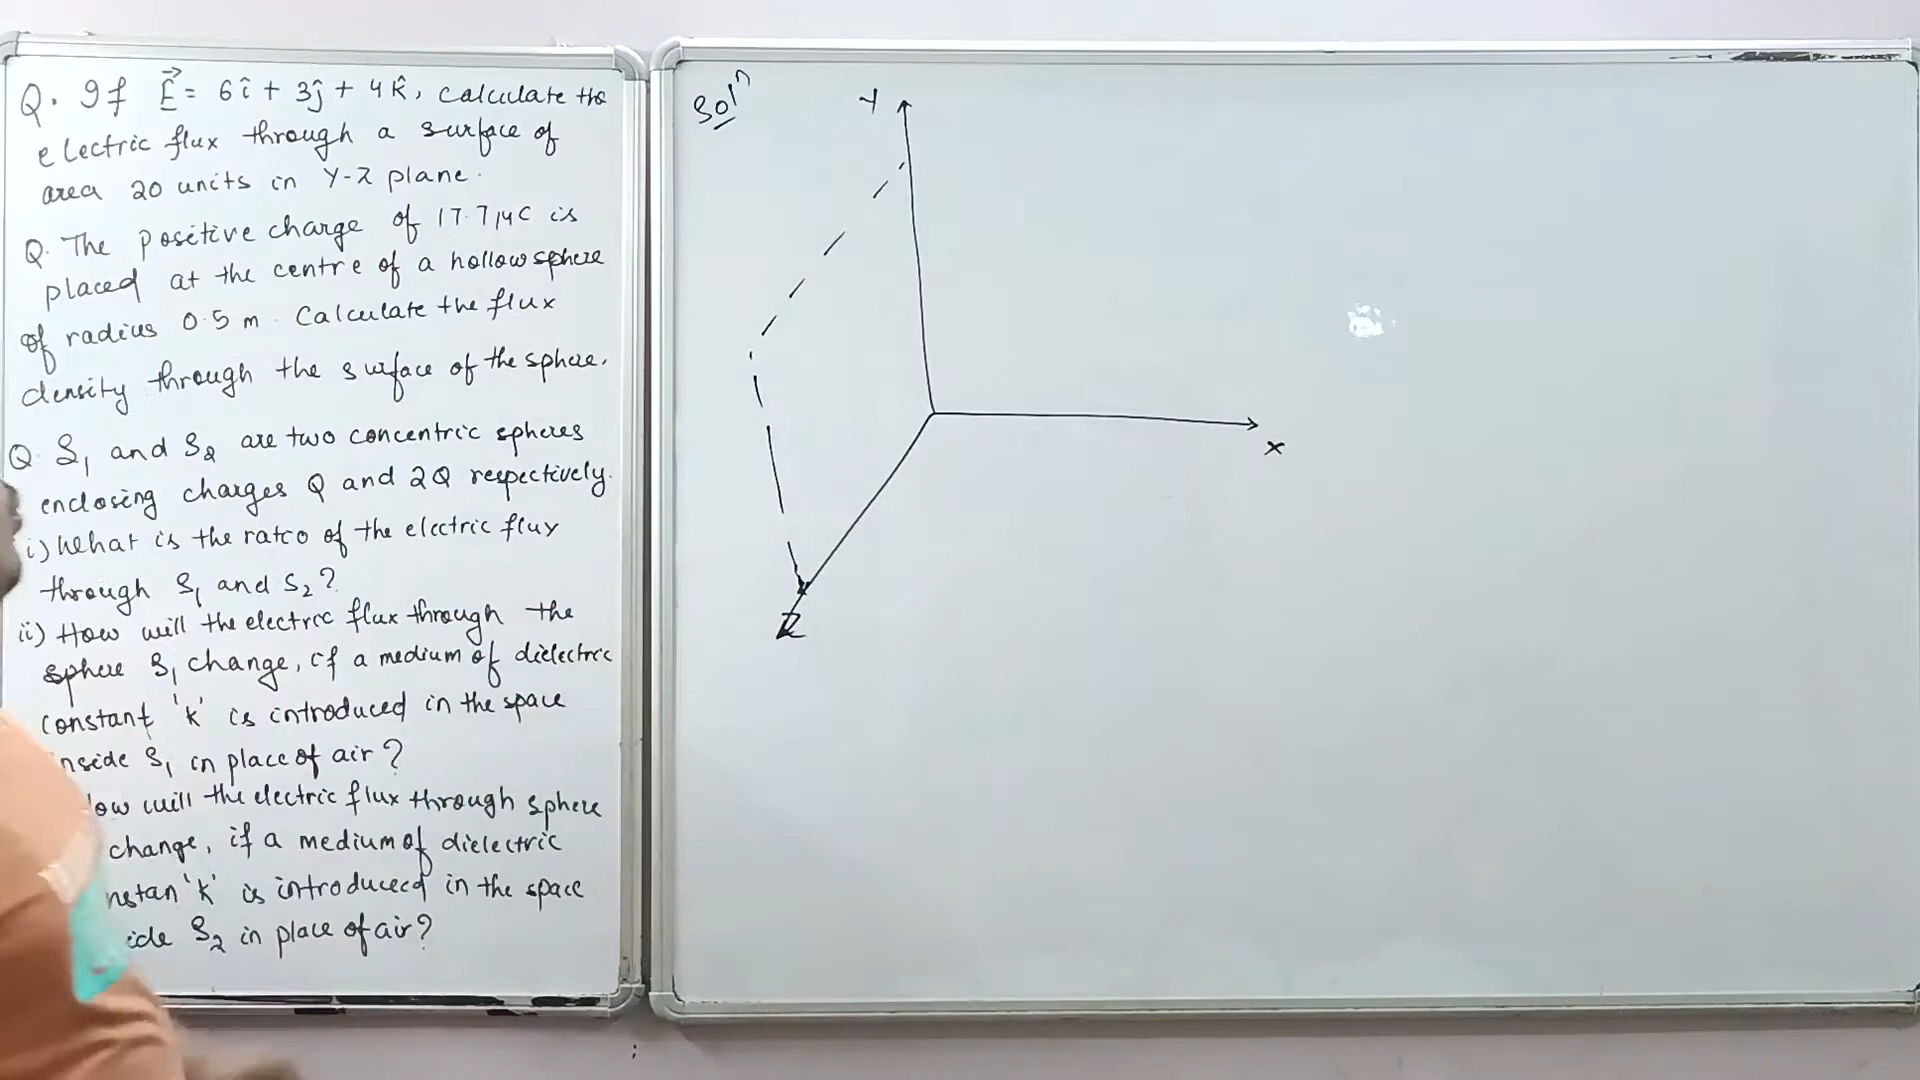 Q. If E⃗ = 6î + 3ĵ + 4k̂, calculate the
electric flux through a surface of
area 20 units in Y-Z plane.
Q. The positive charge of 17.7 μC is
placed at the centre of a hollow sphere
of radius 0.5 m. Calculate the flux
density through the surface of the sphere.
Q. S₁ and S₂ are two concentric spheres
enclosing charges Q and 2Q respectively.
i) What is the ratio of the electric flux
through S₁ and S₂?
ii) How will the electric flux through the
sphere S₁ change, if a medium of dielectric
constant 'K' is introduced in the space
inside S₁ in place of air?
ow will the electric flux through sphere
change, if a medium of dielectric
nstan 'K' is introduced in the space
ide S₂ in place of air?
Solⁿ
Y
X
Z